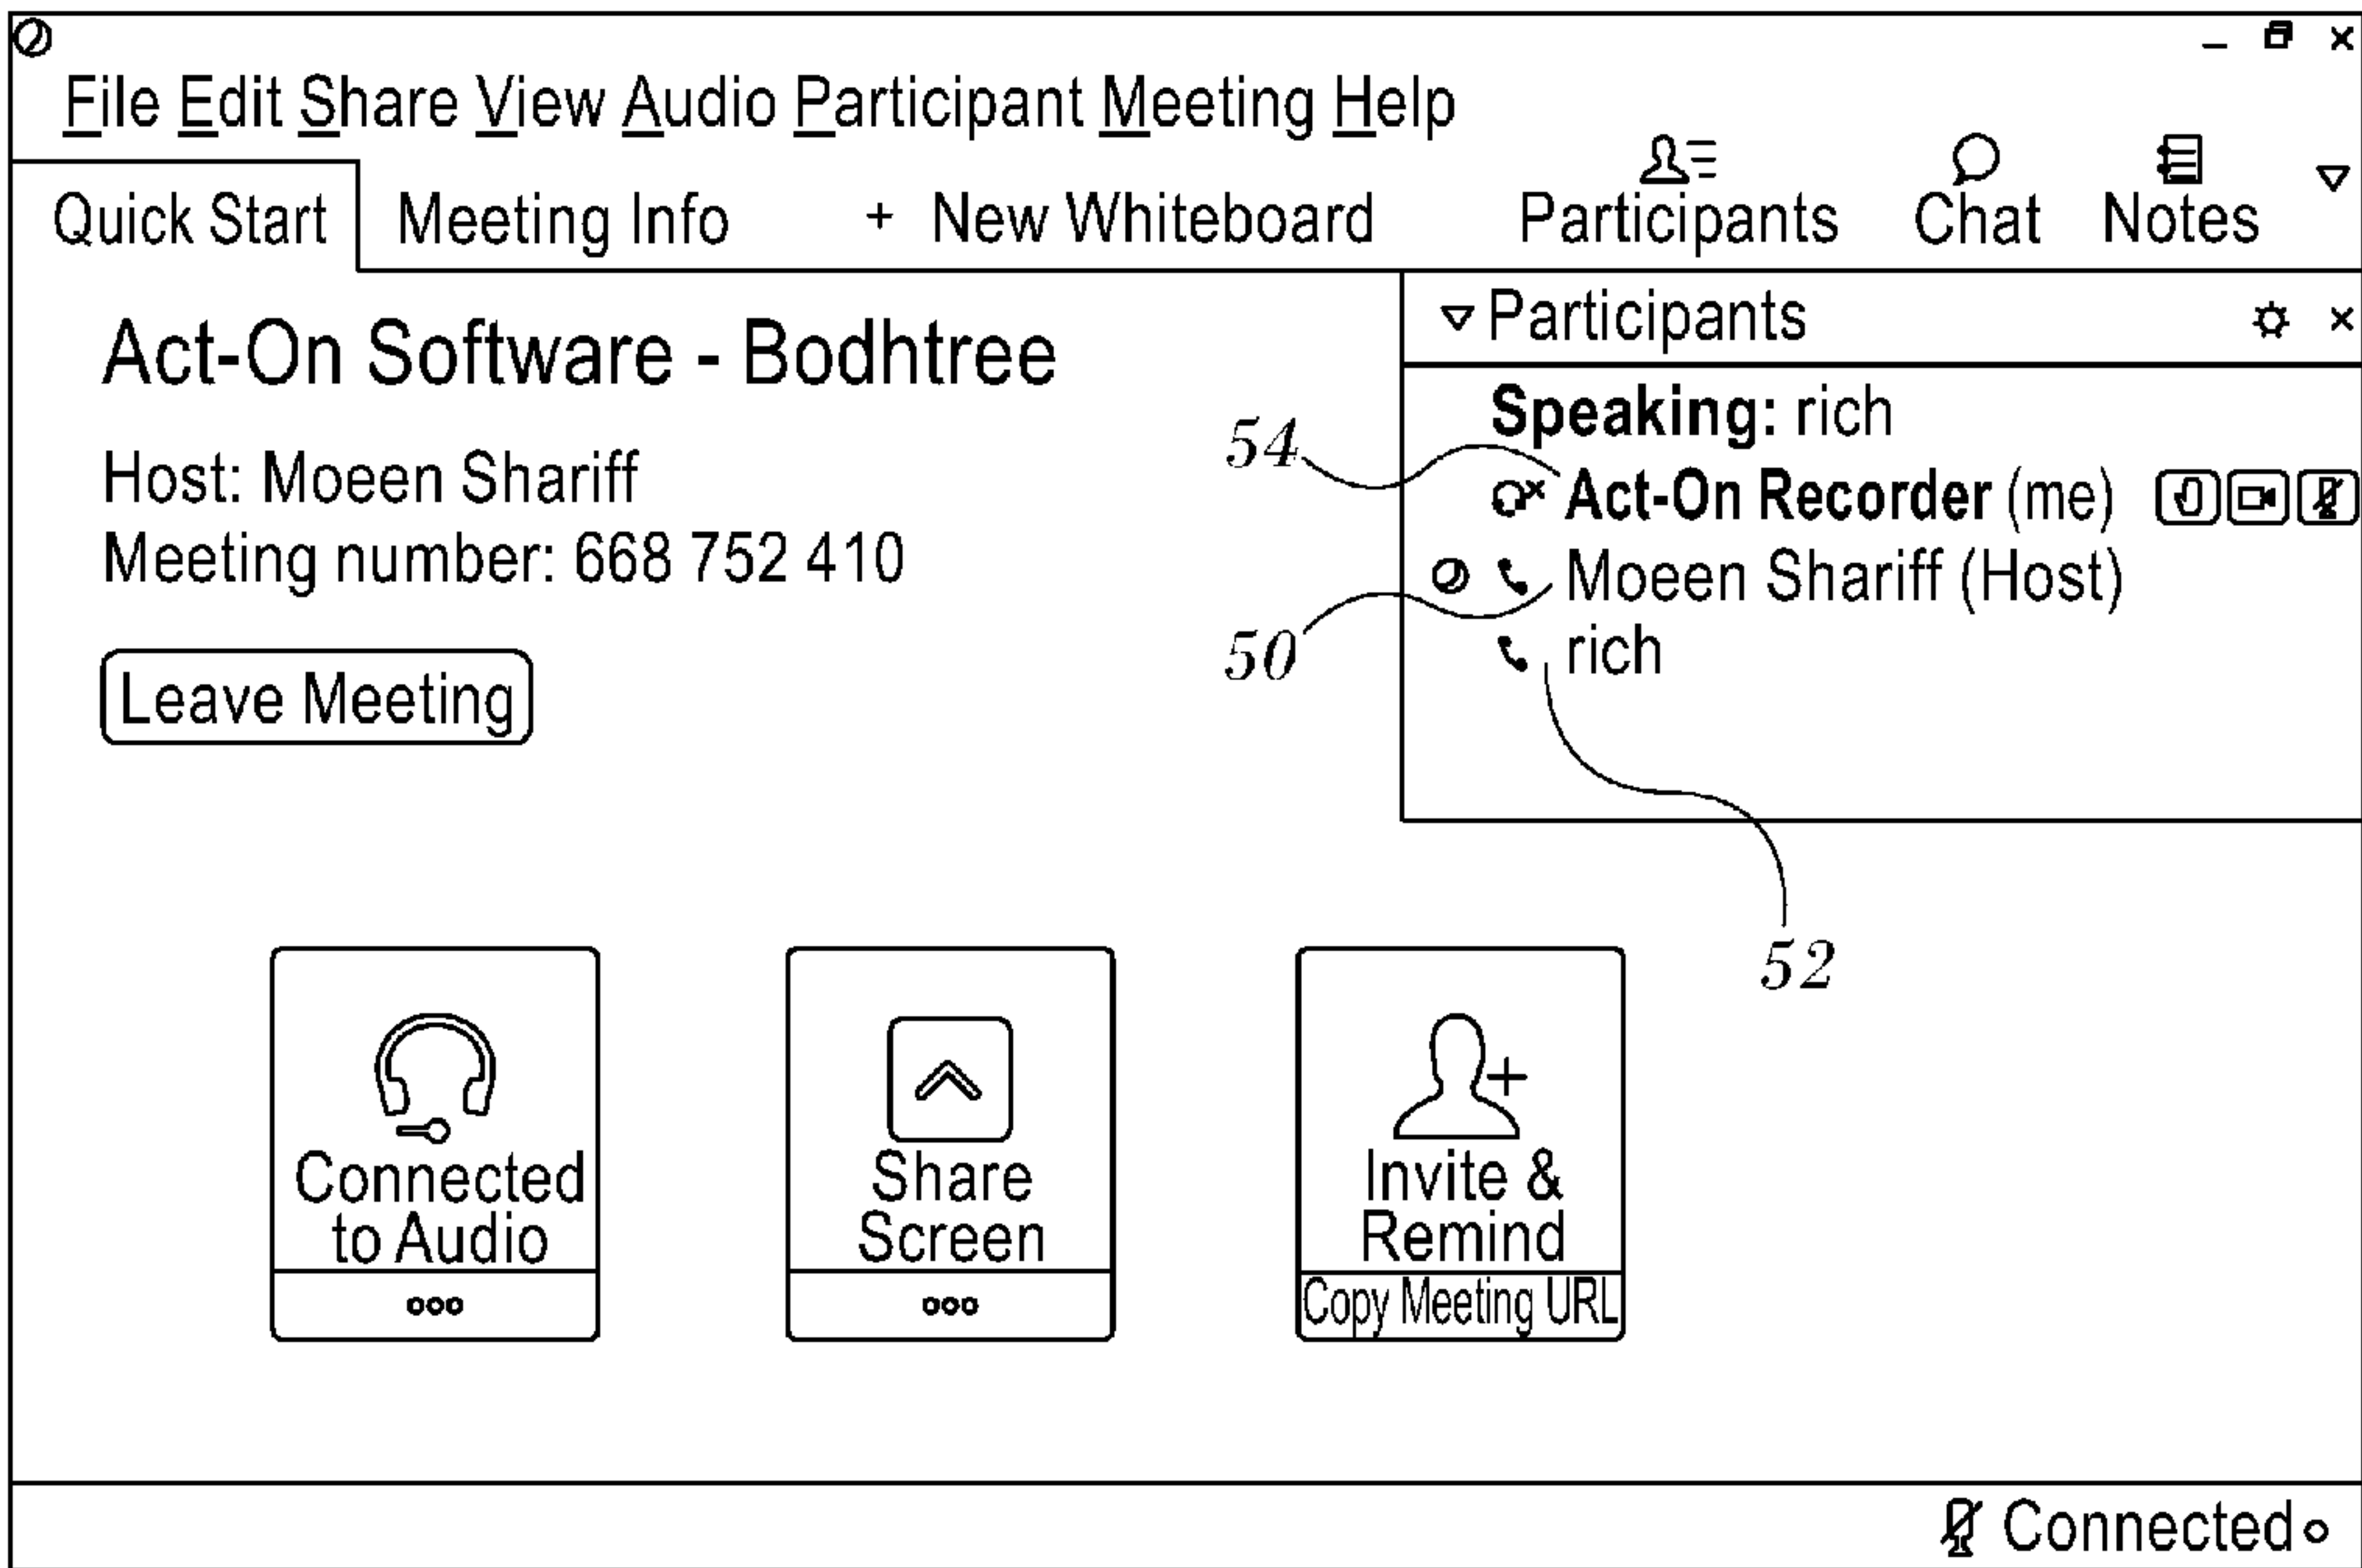 File Edit Share View Audio Participant Meeting Help
Quick Start Meeting Info + New Whiteboard Participants Chat Notes
Participants
Act-On Software - Bodhtree
Speaking: rich
54
Host: Moeen Shariff
Act-On Recorder (me)
Meeting number: 668 752 410
Moeen Shariff (Host)
50
rich
Leave Meeting
52
Connected
to Audio
Share
Screen
Invite &
Remind
Copy Meeting URL
Connected